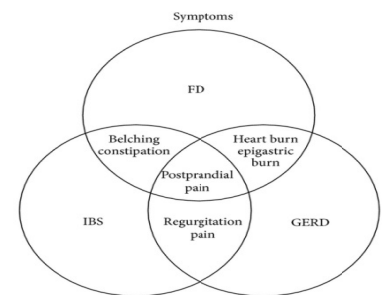 Symptoms
FD
Belching
constipation
Heart burn
epigastric
burn
Postprandial
pain
IBS
Regurgitation
pain
GERD